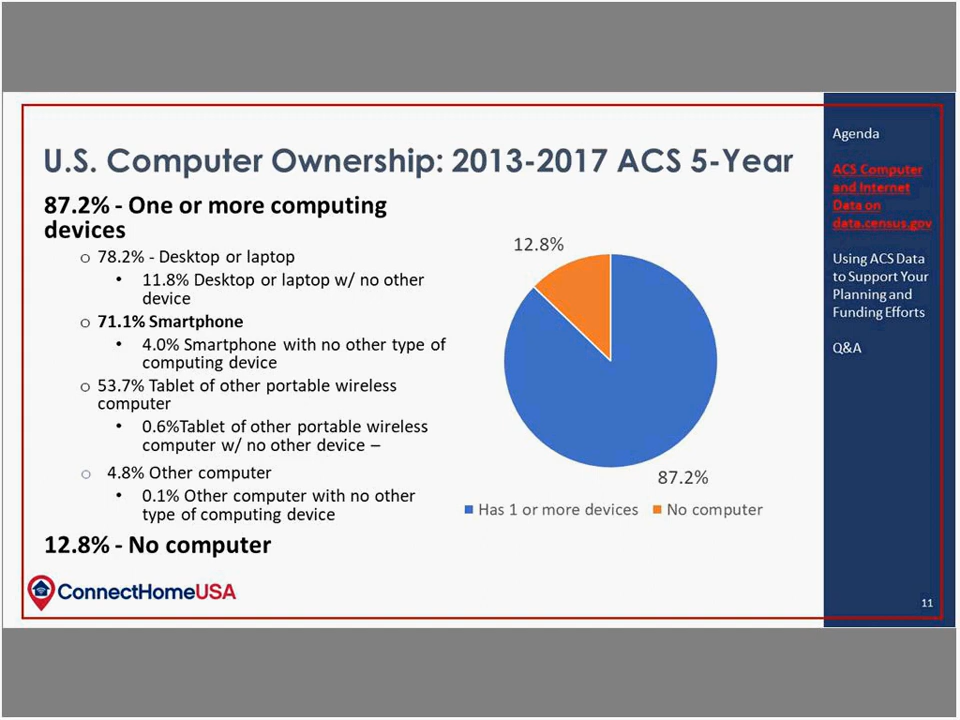 U.S. Computer Ownership: 2013-2017 ACS 5-Year
87.2% - One or more computing
devices
o 78.2% - Desktop or laptop
• 11.8% Desktop or laptop w/ no other
device
o 71.1% Smartphone
• 4.0% Smartphone with no other type of
computing device
o 53.7% Tablet of other portable wireless
computer
• 0.6%Tablet of other portable wireless
computer w/ no other device –
o 4.8% Other computer
• 0.1% Other computer with no other
type of computing device
12.8% - No computer
12.8%
87.2%
Has 1 or more devices
No computer
ConnectHomeUSA
Agenda
ACS Computer
and Internet
Data on
data.census.gov
Using ACS Data
to Support Your
Planning and
Funding Efforts
Q&A
11